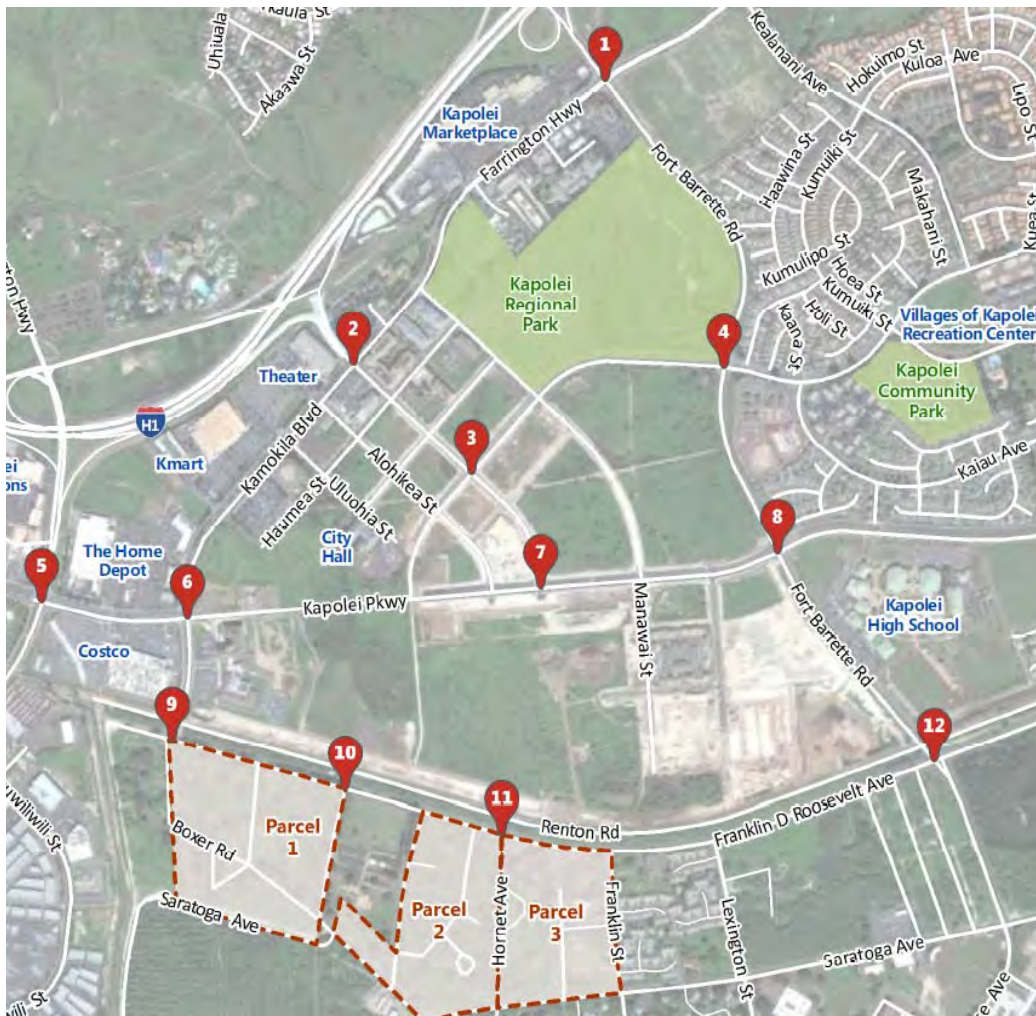 Uhiuala
Akaawa St
1
Kealanani Ave
Hokuimo St
Kuloa Ave
Lipo St
Kapolei
Marketplace
Farrington Hwy
Fort Barrette Rd
Haawina St
Kumuiki St
Makahani St
Kumulipo St
Hoea St
Kumuiki St
Holi St
Kaana St
Kapolei
Regional
Park
Villages of Kapolei
Recreation Center
2
Theater
4
Kapolei
Community
Park
H1
Kmart
Kamokila Blvd
3
Alohikea St
Kaiau Ave
Haumea St
Uluohia St
City
Hall
8
The Home
Depot
5
6
7
Kapolei Pkwy
Manawai St
Fort Barrette Rd
Kapolei
High School
Costco
9
10
11
12
Renton Rd
Franklin D Roosevelt Ave
Boxer Rd
Parcel
1
Saratoga Ave
Parcel
2
Hornet Ave
Parcel
3
Franklin St
Lexington St
Saratoga Ave